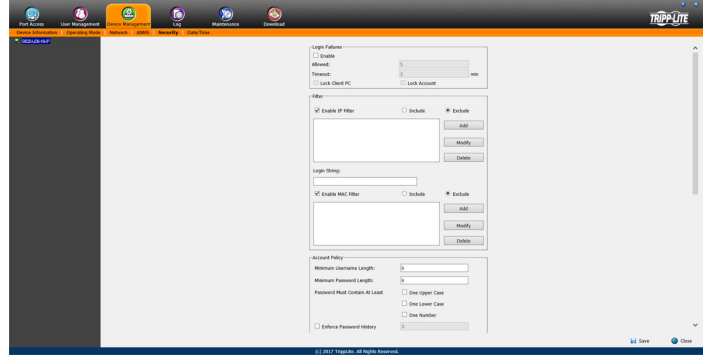 Port Access User Management Device Management Log Maintenance Download
TRIPP·LITE
Device Information Operating Mode Network ANMS Security Date/Time
Login Failures
Enable
Allowed: 5
Timeout: 3 min
Lock Client PC Lock Account
Filter
Enable IP Filter Include Exclude
Add
Modify
Delete
Login String:
Enable MAC Filter Include Exclude
Add
Modify
Delete
Account Policy
Minimum Username Length: 6
Minimum Password Length: 6
Password Must Contain At Least One Upper Case
One Lower Case
One Number
Enforce Password History
Save Close
(c) 2017 TrippLite. All Rights Reserved.